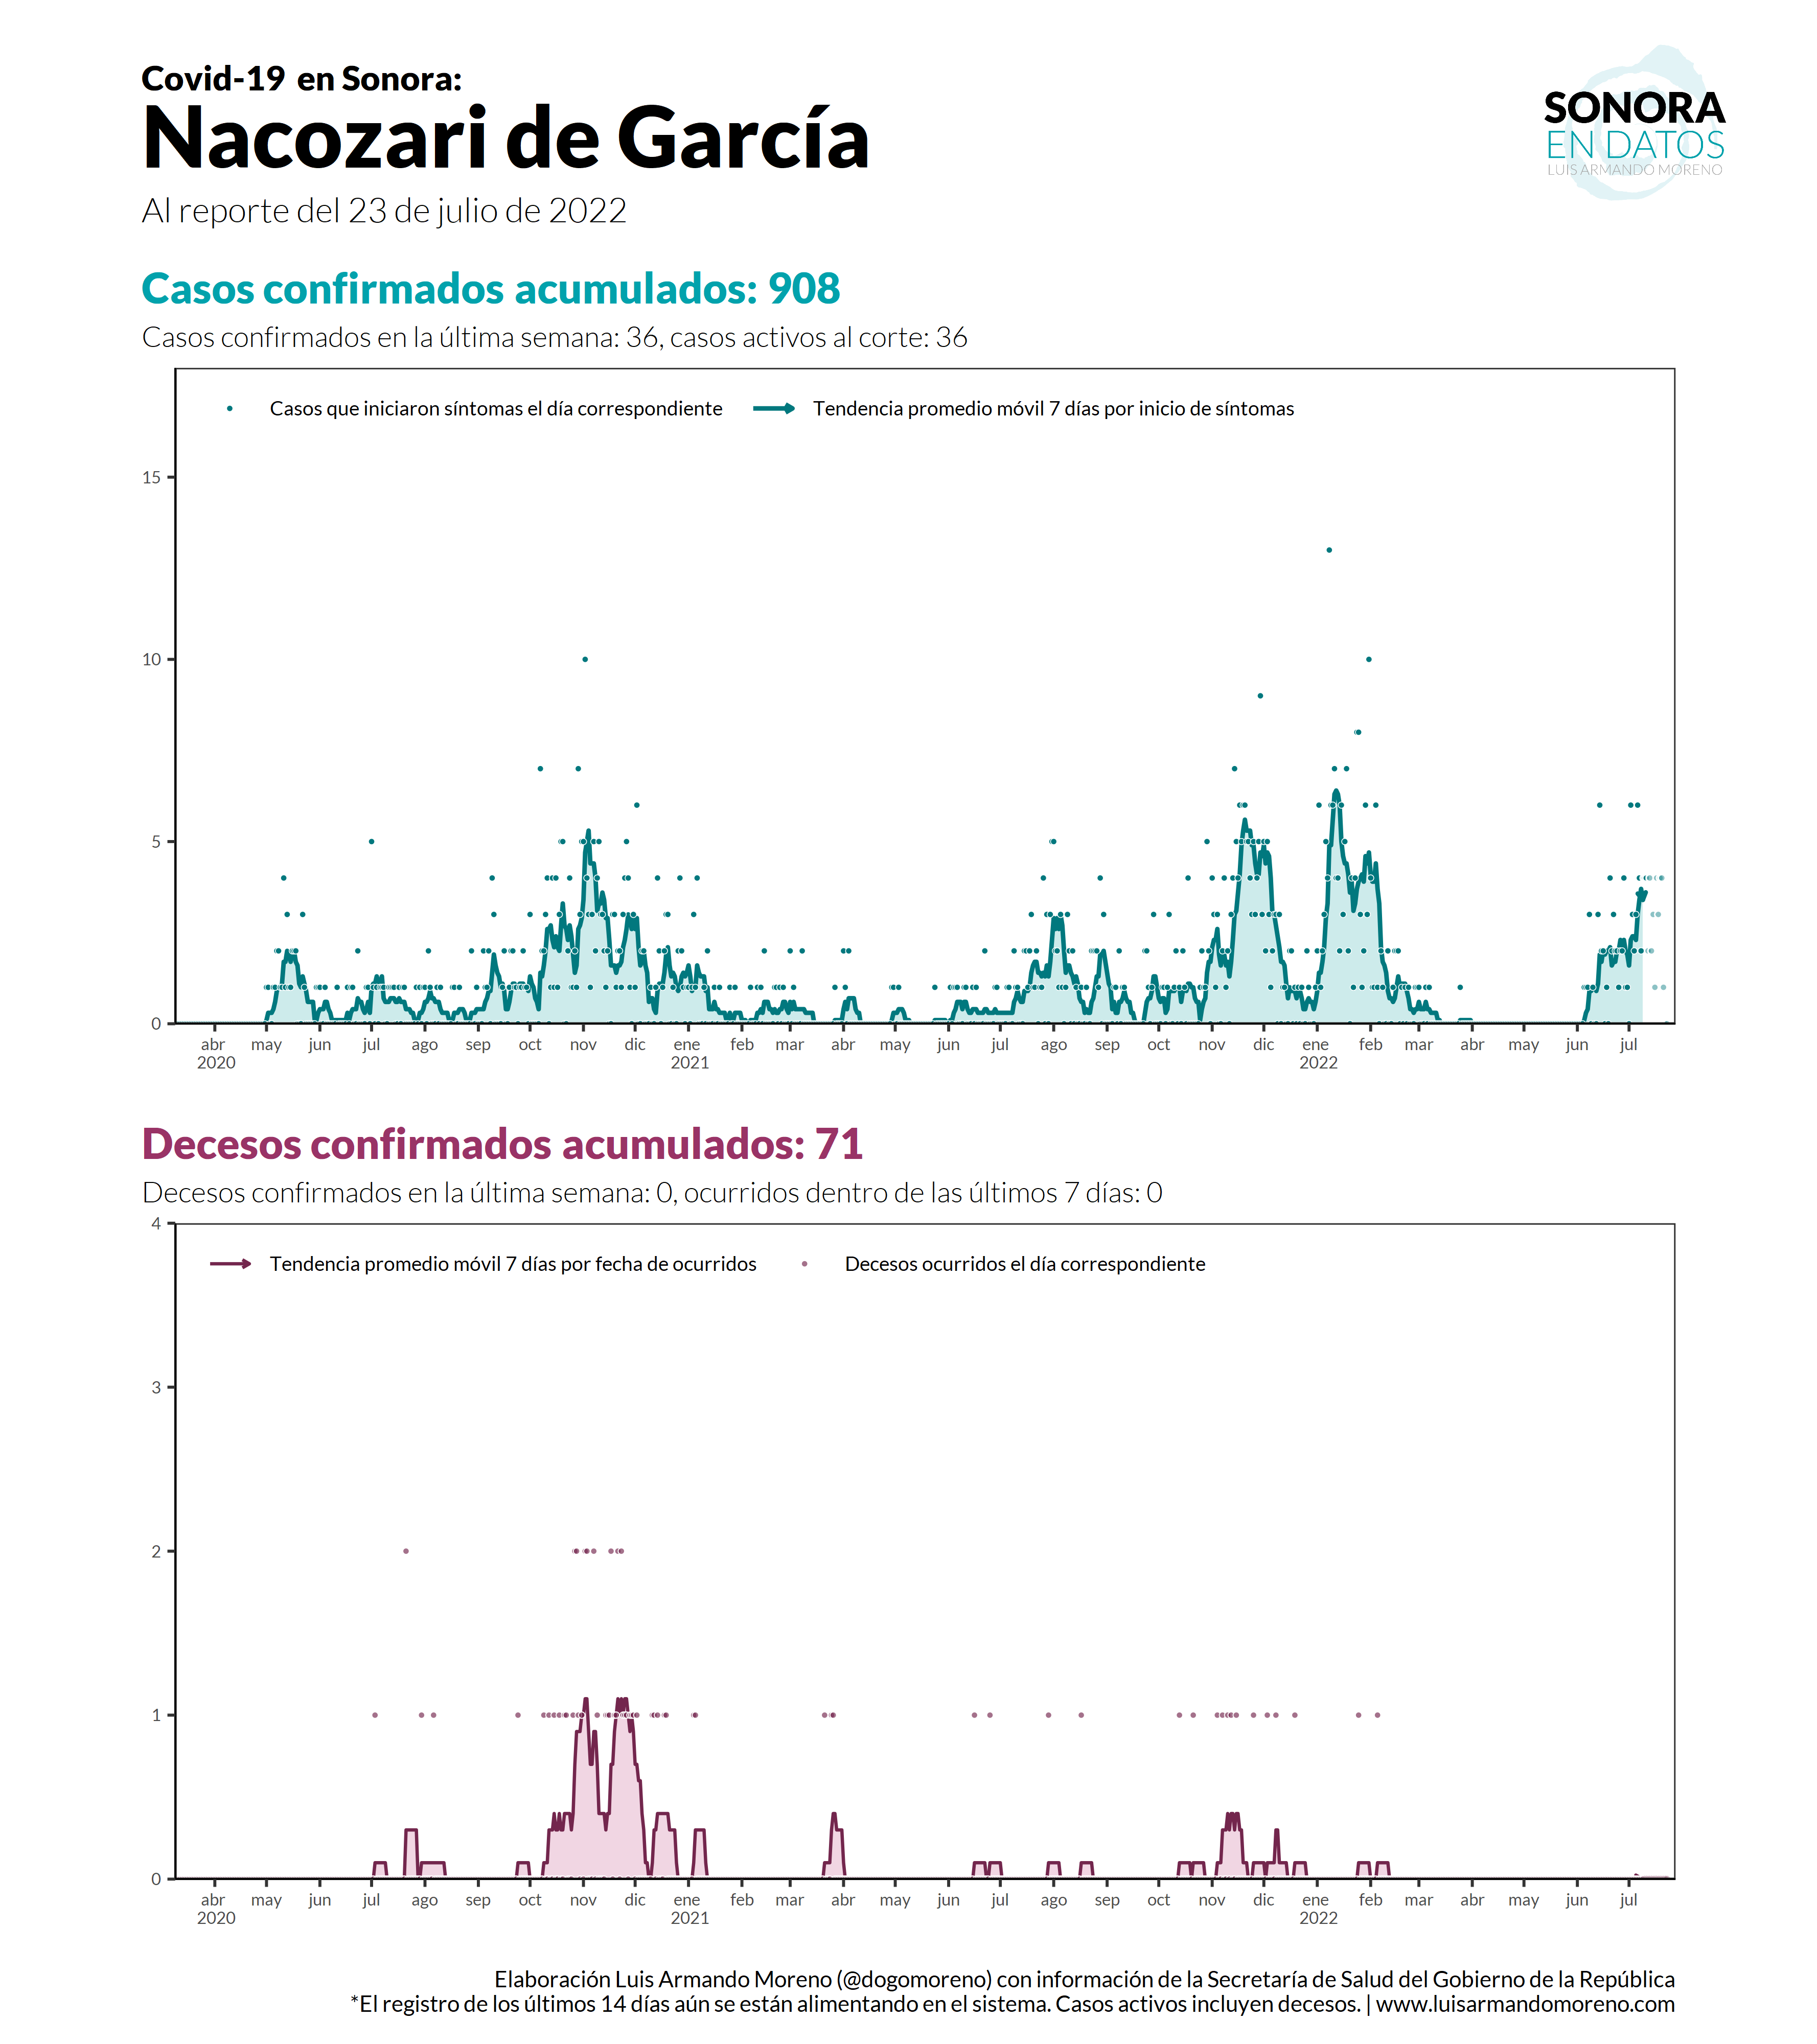 Covid-19 en Sonora:
Nacozari de García
Al reporte del 23 de julio de 2022
SONORA
EN DATOS
LUIS ARMANDO MORENO
Casos confirmados acumulados: 908
Casos confirmados en la última semana: 36, casos activos al corte: 36
Casos que iniciaron síntomas el día correspondiente
Tendencia promedio móvil 7 días por inicio de síntomas
15
10
5
0
abr may jun jul ago sep oct nov dic ene feb mar abr may jun jul ago sep oct nov dic ene feb mar abr may jun jul
2020 2021 2022
Decesos confirmados acumulados: 71
Decesos confirmados en la última semana: 0, ocurridos dentro de las últimos 7 días: 0
4
Tendencia promedio móvil 7 días por fecha de ocurridos
Decesos ocurridos el día correspondiente
3
2
1
0
abr may jun jul ago sep oct nov dic ene feb mar abr may jun jul ago sep oct nov dic ene feb mar abr may jun jul
2020 2021 2022
Elaboración Luis Armando Moreno (@dogomoreno) con información de la Secretaría de Salud del Gobierno de la República
*El registro de los últimos 14 días aún se están alimentando en el sistema. Casos activos incluyen decesos. | www.luisarmandomoreno.com